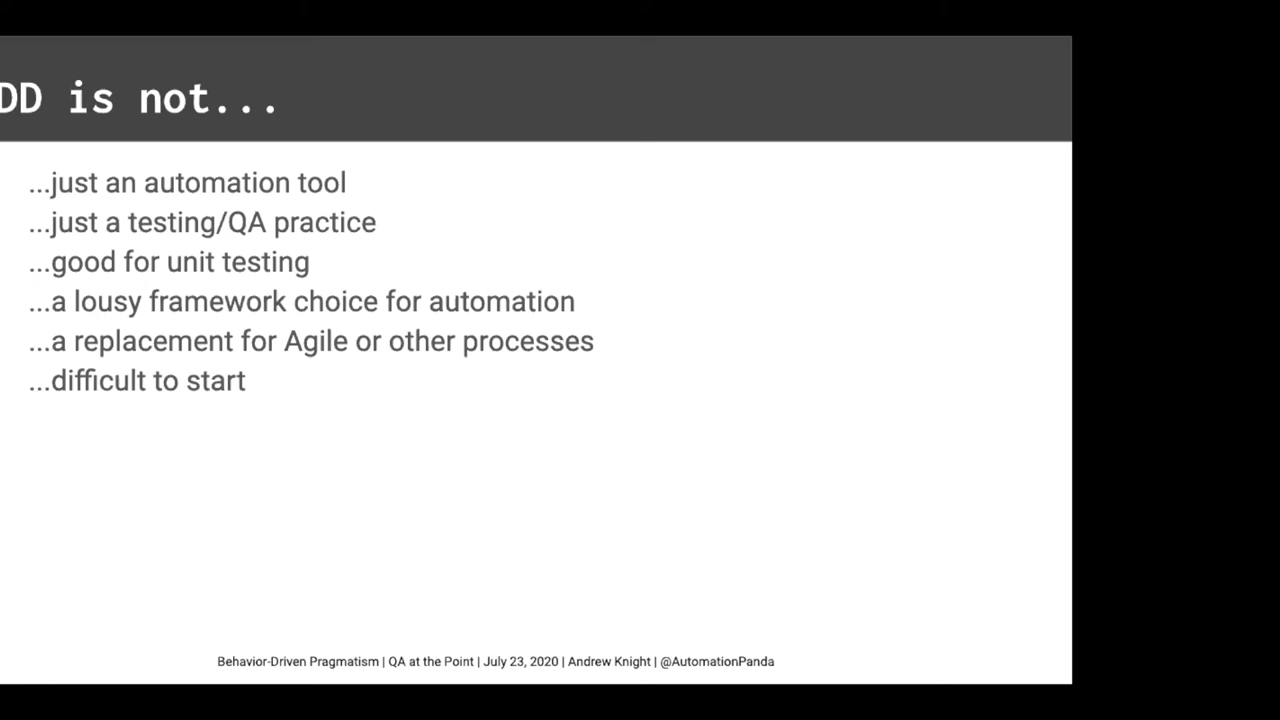 DD is not...
...just an automation tool
...just a testing/QA practice
...good for unit testing
...a lousy framework choice for automation
...a replacement for Agile or other processes
...difficult to start
Behavior-Driven Pragmatism | QA at the Point | July 23, 2020 | Andrew Knight | @AutomationPanda